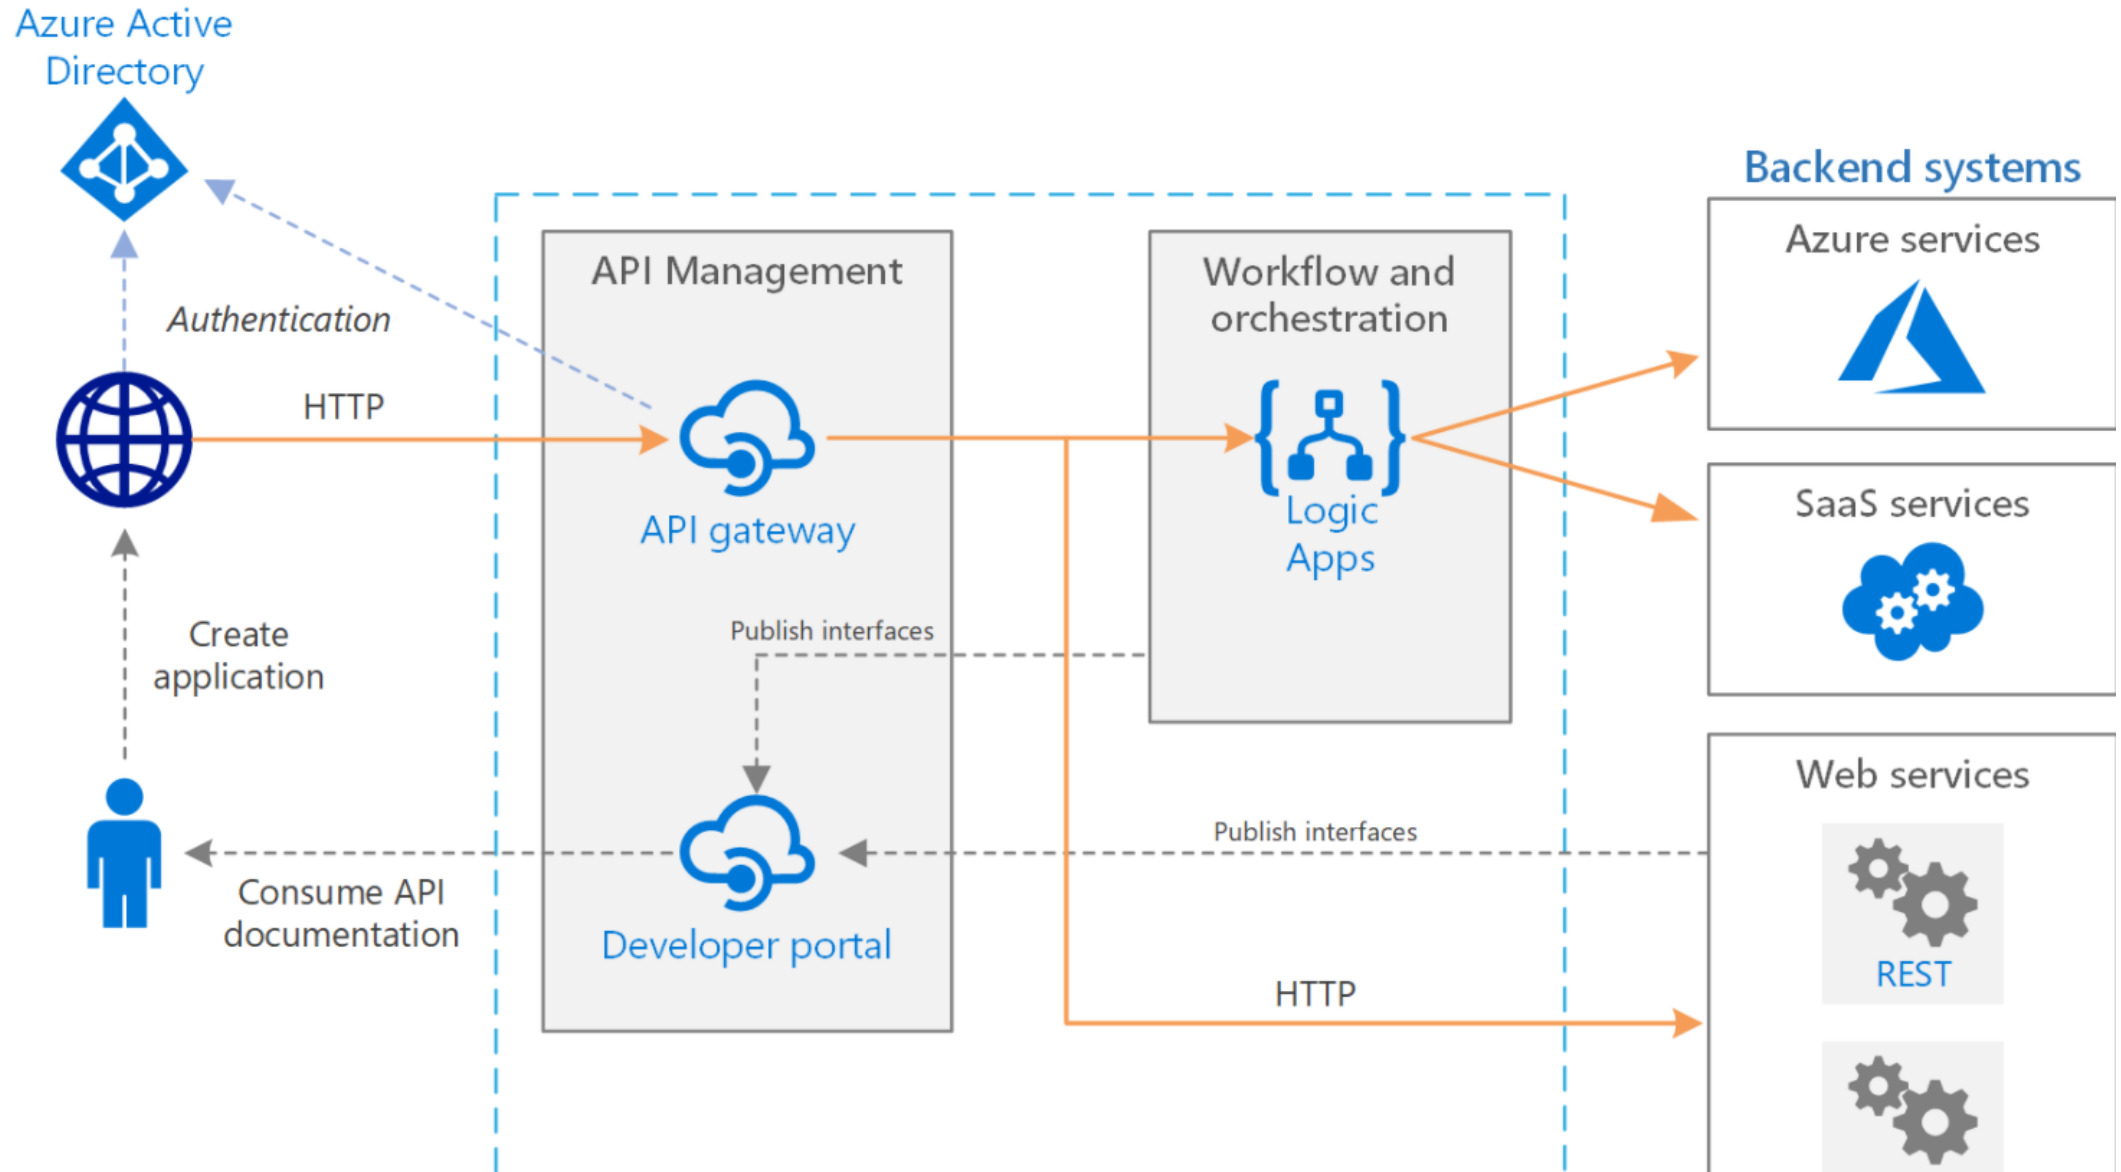 Azure Active
Directory
Authentication
HTTP
Create
application
Consume API
documentation
API Management
API gateway
Publish interfaces
Developer portal
Workflow and
orchestration
Logic
Apps
Publish interfaces
HTTP
Backend systems
Azure services
SaaS services
Web services
REST